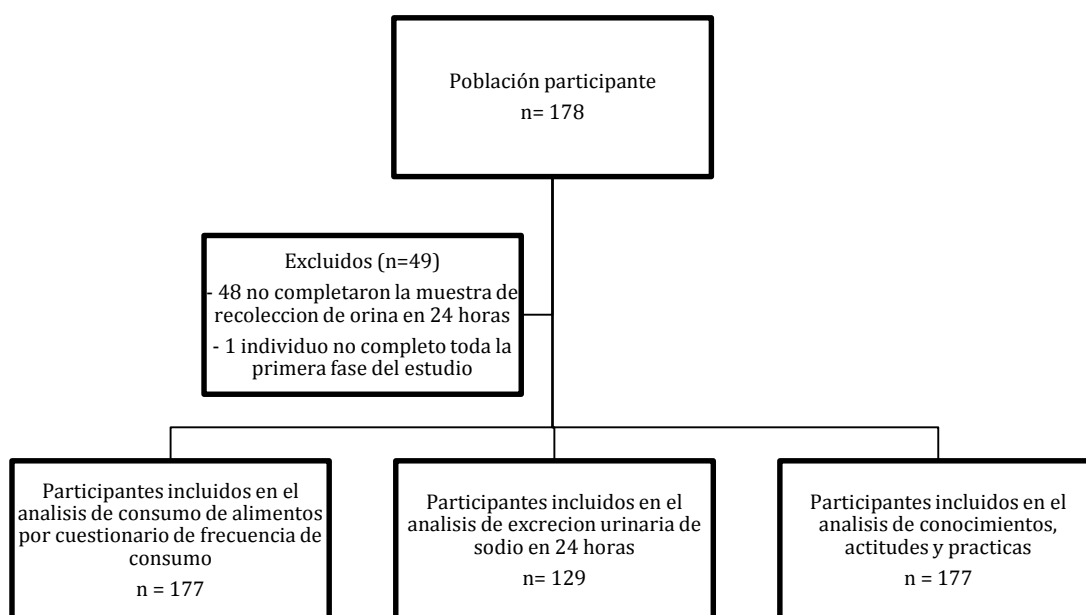 Población participante
n= 178
Excluidos (n=49)
- 48 no completaron la muestra de
recoleccion de orina en 24 horas
- 1 individuo no completo toda la
primera fase del estudio
Participantes incluidos en el
analisis de consumo de alimentos
por cuestionario de frecuencia de
consumo
n = 177
Participantes incluidos en el
analisis de excrecion urinaria de
sodio en 24 horas
n= 129
Participantes incluidos en el
analisis de conocimientos,
actitudes y practicas
n = 177